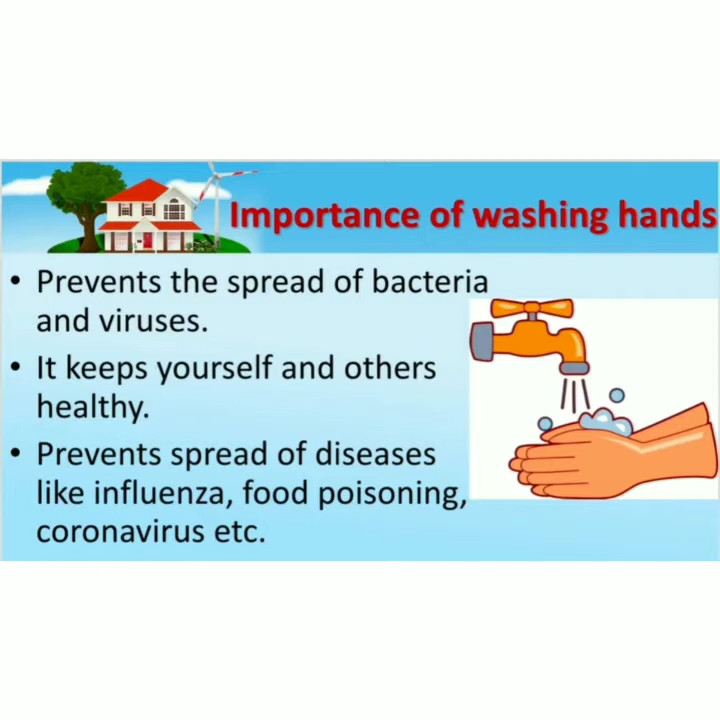 Importance of washing hands
• Prevents the spread of bacteria
and viruses.
• It keeps yourself and others
healthy.
• Prevents spread of diseases
like influenza, food poisoning,
coronavirus etc.